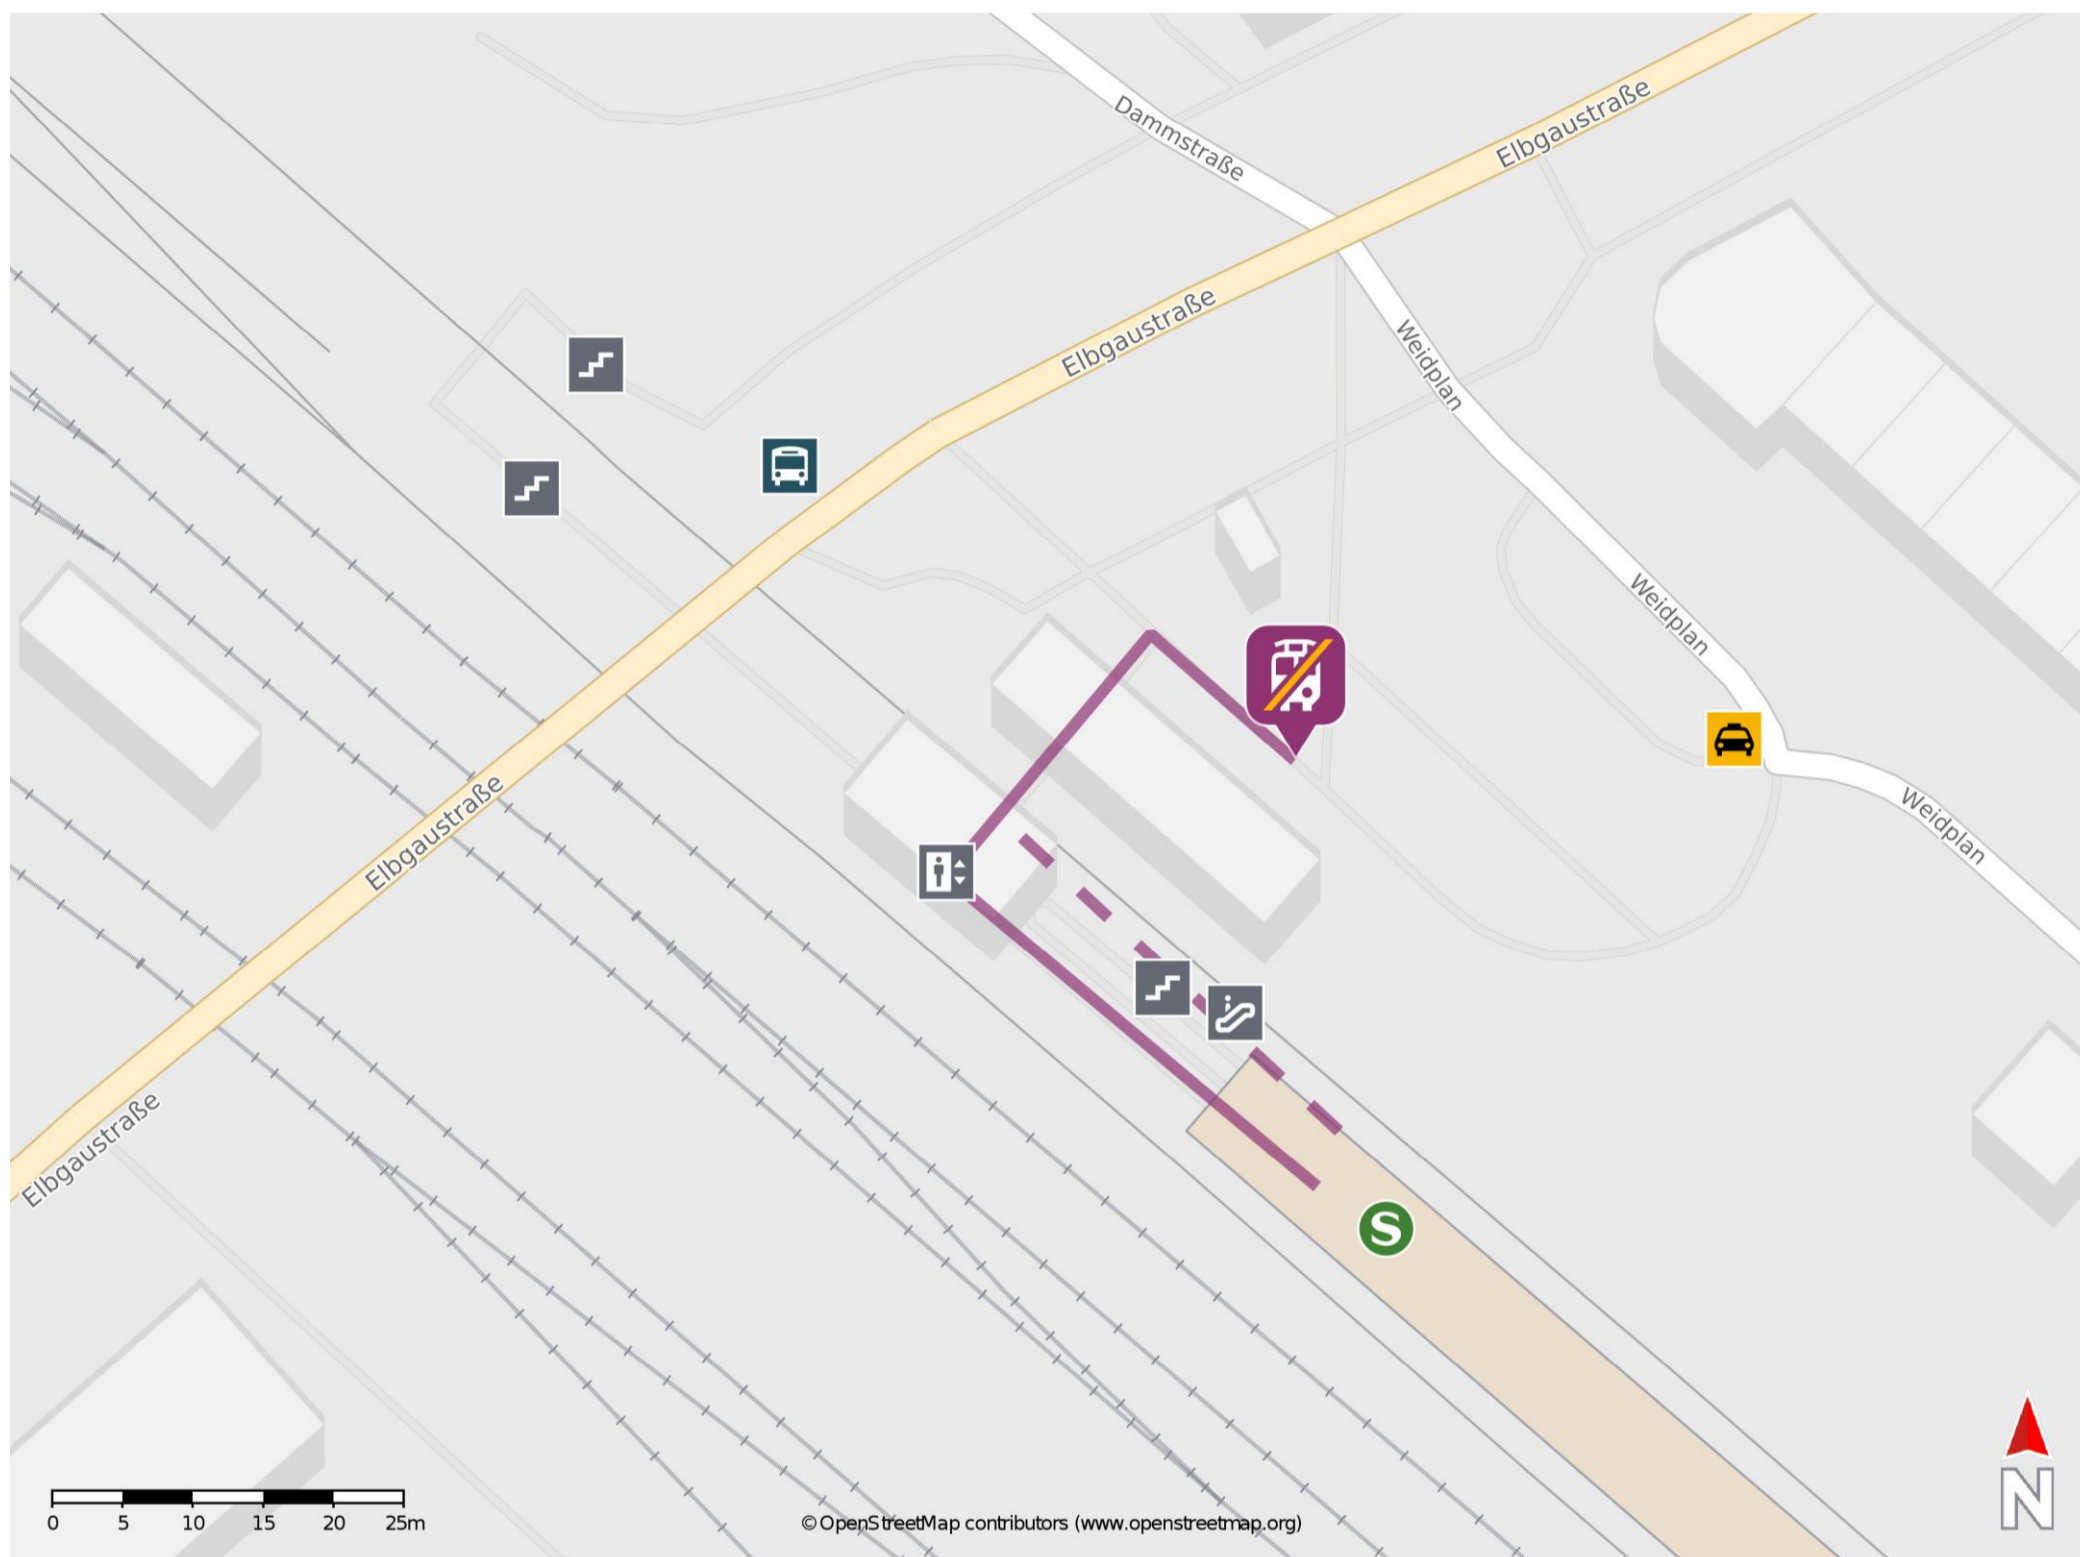 Dammstraße
Elbgaustraße
Elbgaustraße
Weidplan
Weidplan
Weidplan
Elbgaustraße
Elbgaustraße
S
0 5 10 15 20 25m
©OpenStreetMap contributors (www.openstreetmap.org)
N